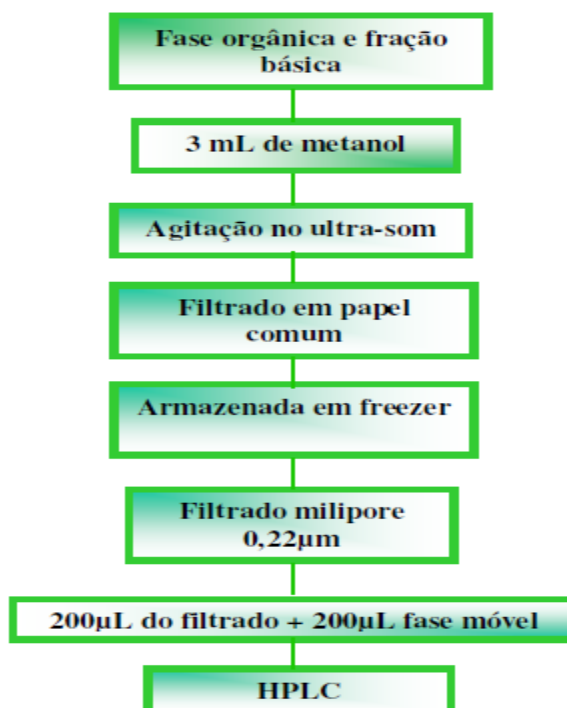 Fase orgânica e fração
básica
3 mL de metanol
Agitação no ultra-som
Filtrado em papel
comum
Armazenada em freezer
Filtrado milipore
0,22µm
200µL do filtrado + 200µL fase móvel
HPLC